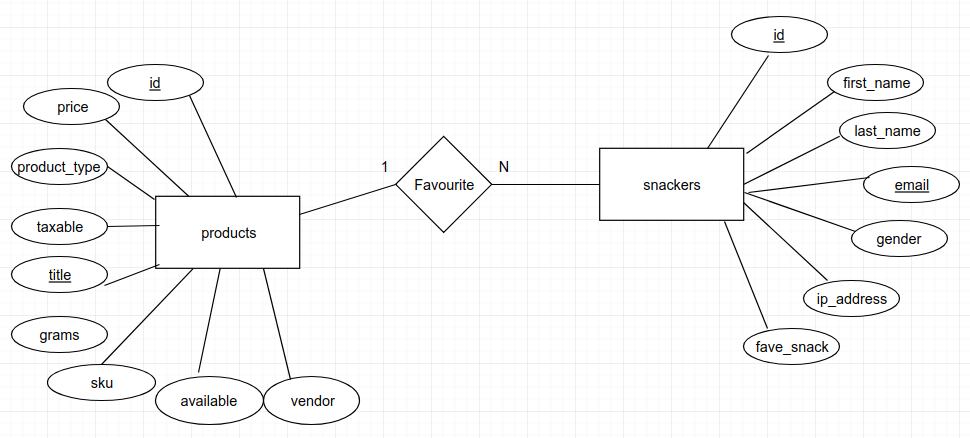 id
id
price
first_name
last_name
product_type
1
N
Favourite
snackers
email
taxable
products
gender
title
ip_address
grams
fave_snack
sku
available
vendor